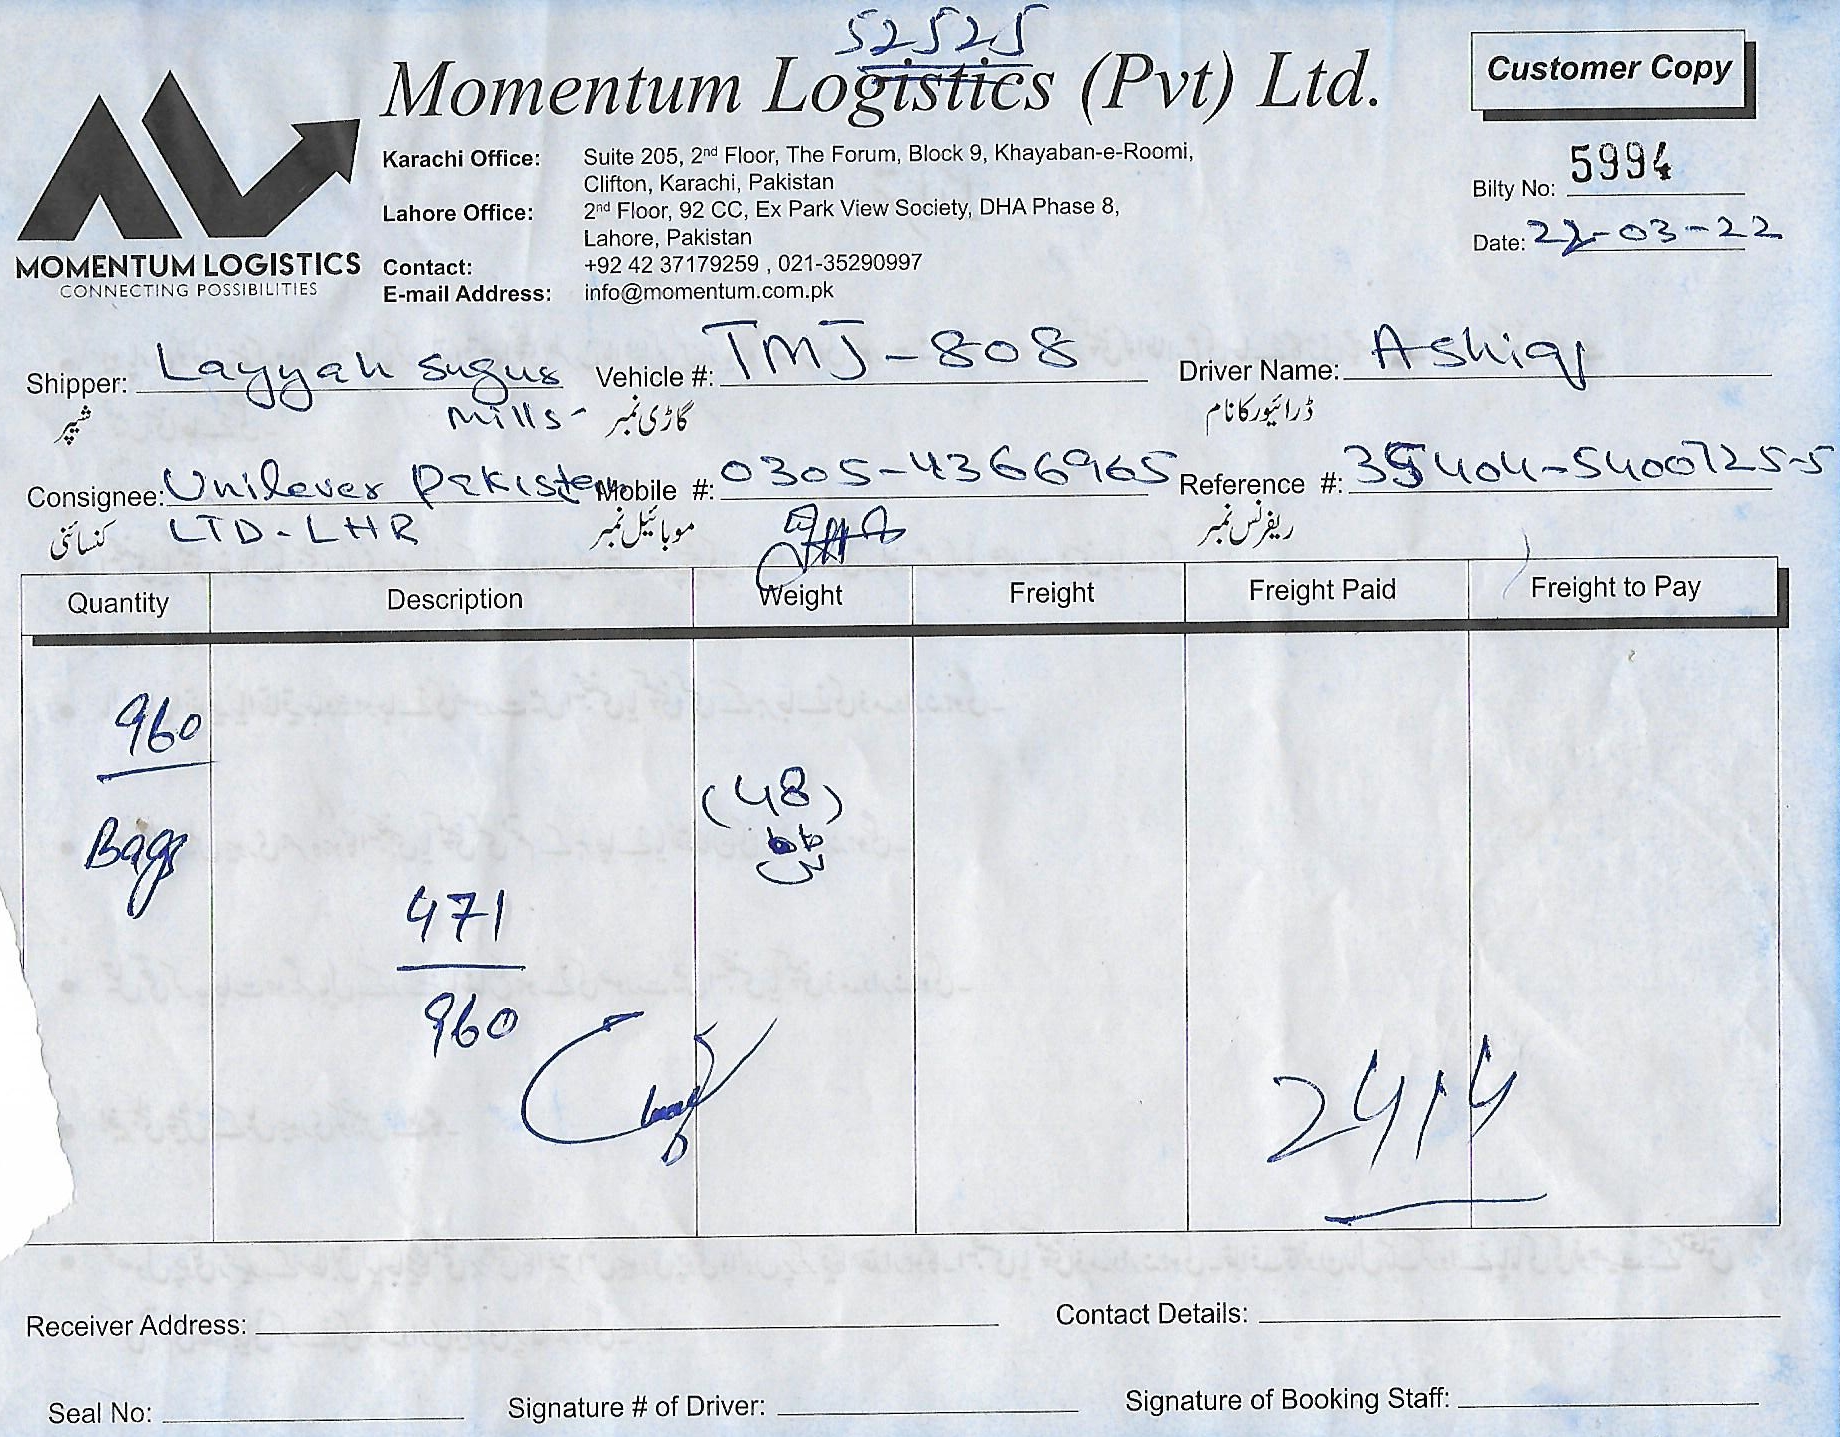 52525
Momentum Logistics (Pvt) Ltd.
Customer Copy
MOMENTUM LOGISTICS
CONNECTING POSSIBILITIES
Karachi Office: Suite 205, 2nd Floor, The Forum, Block 9, Khayaban-e-Roomi,
Clifton, Karachi, Pakistan
Lahore Office: 2nd Floor, 92 CC, Ex Park View Society, DHA Phase 8,
Lahore, Pakistan
Contact: +92 42 37179259 , 021-35290997
E-mail Address: info@momentum.com.pk
Bilty No: 5994
Date: 22-03-22
Shipper: Layyah Sugus Vehicle #: TMJ-808 Driver Name: Ashiq
شیپر Mills- گاڑی نمبر ڈرائیور کا نام
Consignee: Unilever Pakistan Mobile #: 0305-4366965 Reference #: 35404-5400725-5
کنسائنی LTD-LHR موبائیل نمبر ریفرنس نمبر
Quantity Description Weight Freight Freight Paid Freight to Pay
960
(48)
Bags
471
960
2414
Receiver Address: Contact Details:
Seal No: Signature # of Driver: Signature of Booking Staff: